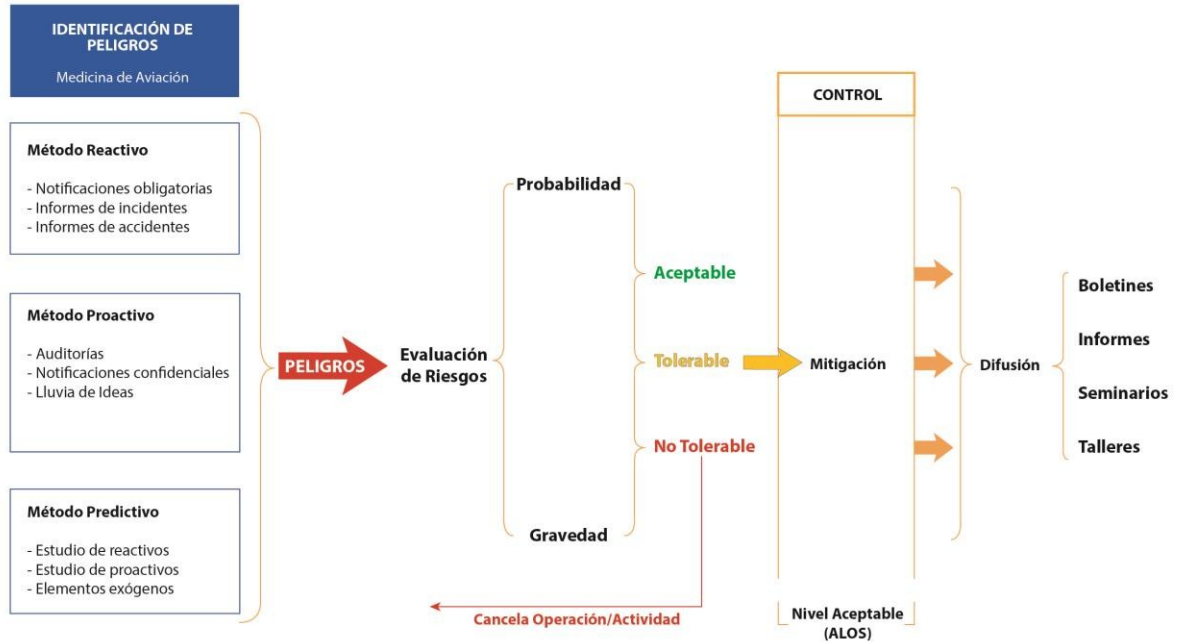 IDENTIFICACIÓN DE
PELIGROS
Medicina de Aviación
Método Reactivo
- Notificaciones obligatorias
- Informes de incidentes
- Informes de accidentes
Método Proactivo
- Auditorías
- Notificaciones confidenciales
- Lluvia de Ideas
Método Predictivo
- Estudio de reactivos
- Estudio de proactivos
- Elementos exógenos
PELIGROS
Evaluación
de Riesgos
Probabilidad
Gravedad
Aceptable
Tolerable
No Tolerable
Cancela Operación/Actividad
CONTROL
Mitigación
Nivel Aceptable
(ALOS)
Difusión
Boletines
Informes
Seminarios
Talleres